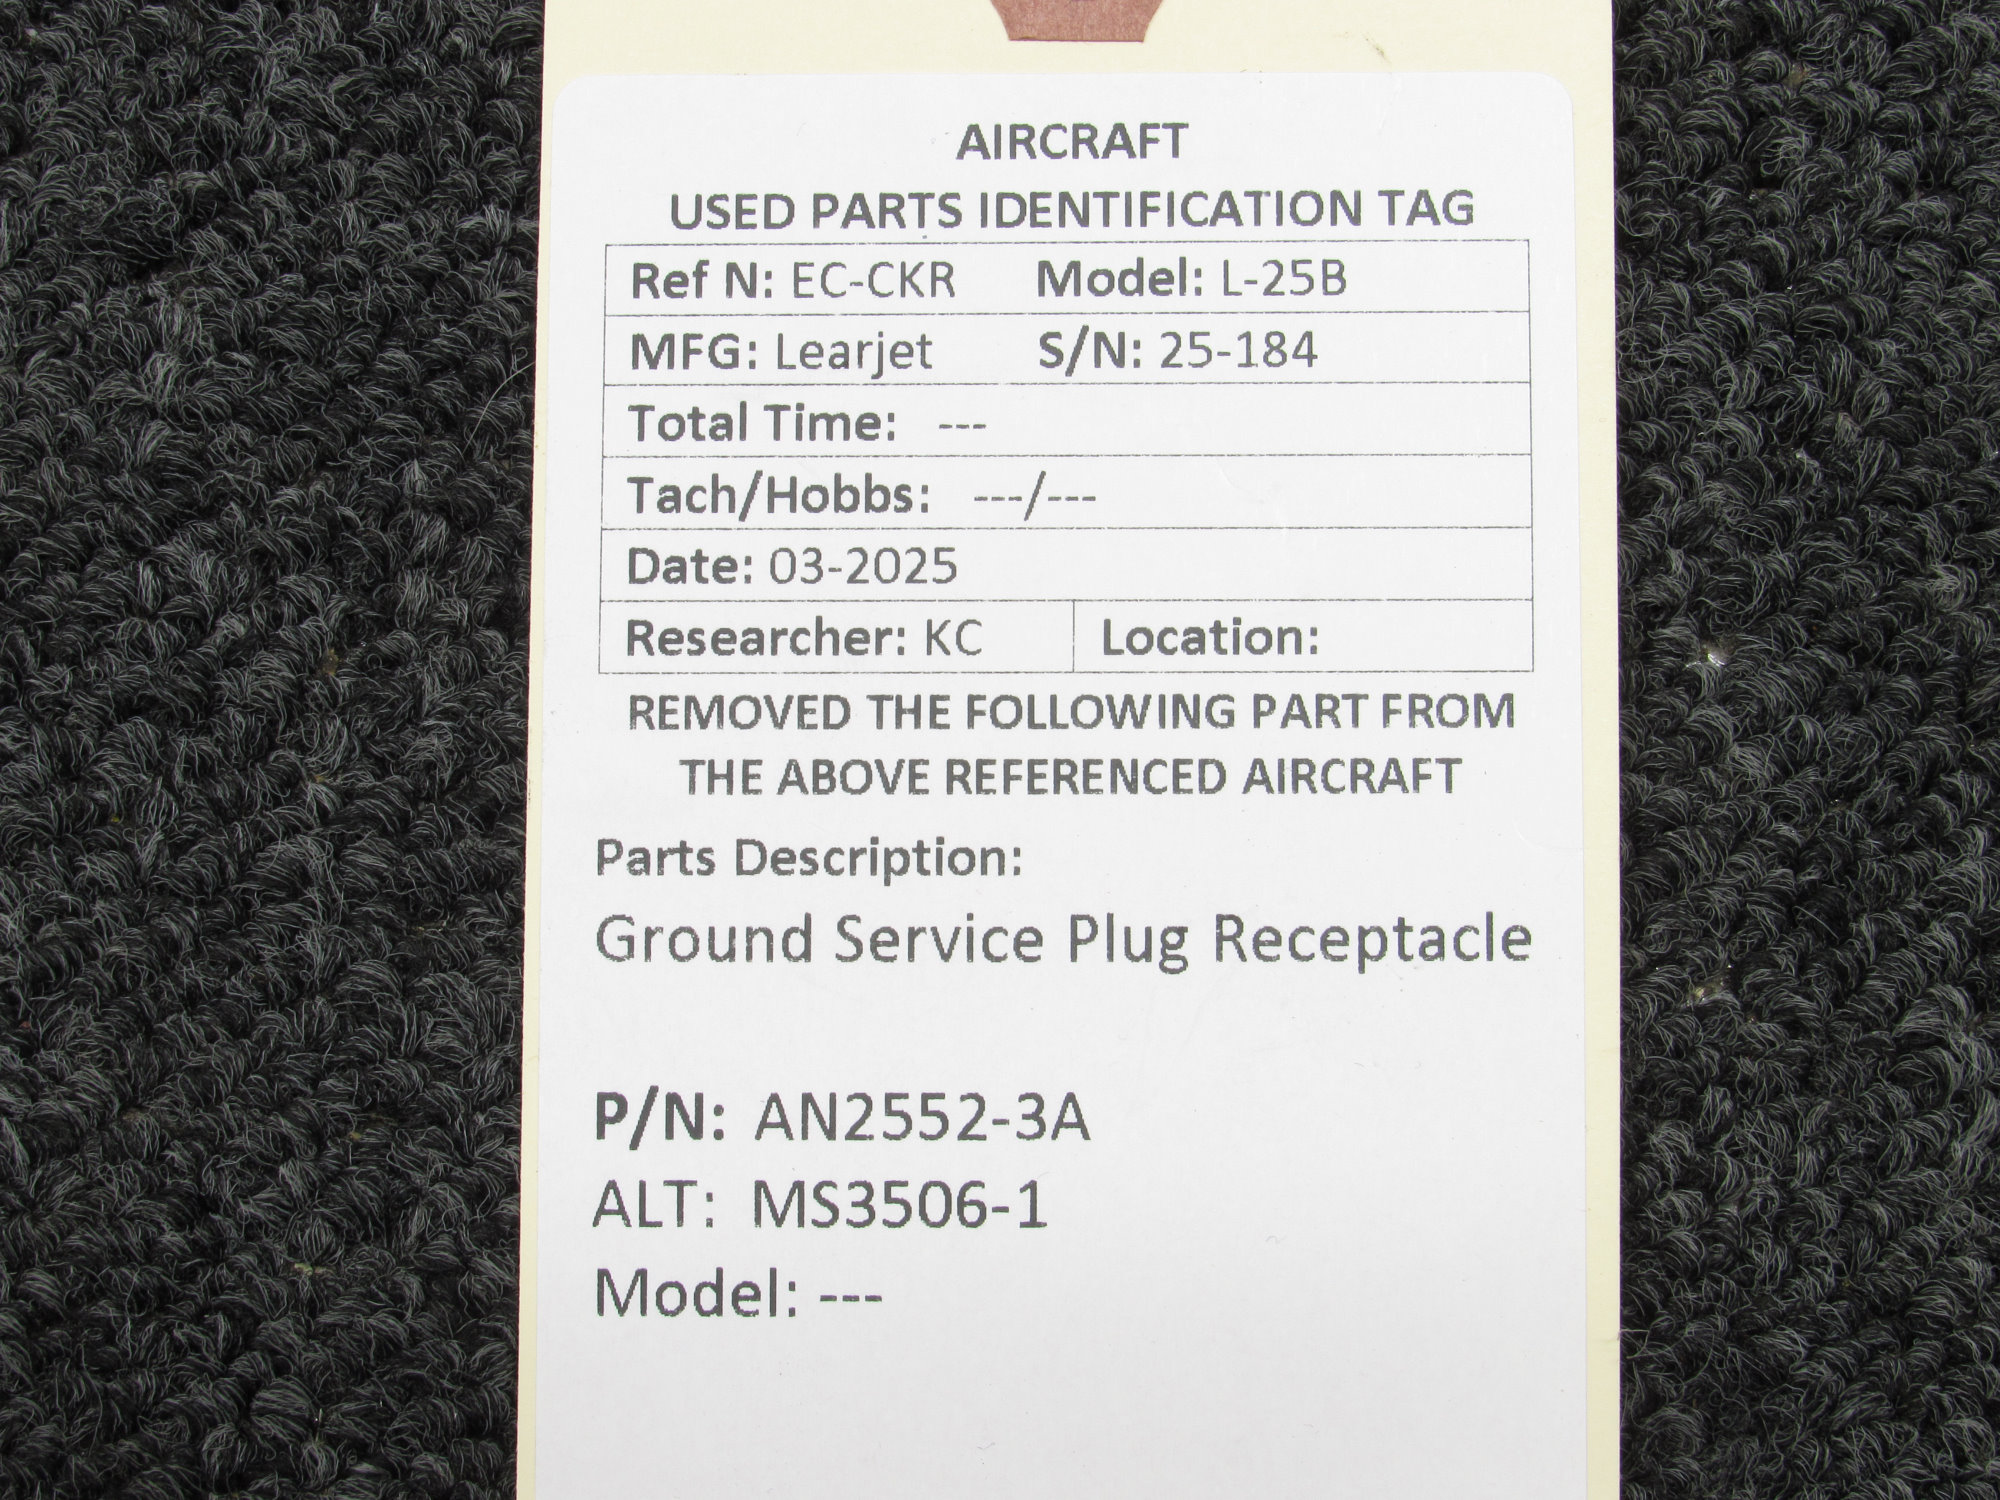 AIRCRAFT
USED PARTS IDENTIFICATION TAG
Ref N: EC-CKR Model: L-25B
MFG: Learjet S/N: 25-184
Total Time: ---
Tach/Hobbs: ---/---
Date: 03-2025
Researcher: KC Location:
REMOVED THE FOLLOWING PART FROM
THE ABOVE REFERENCED AIRCRAFT
Parts Description:
Ground Service Plug Receptacle
P/N: AN2552-3A
ALT: MS3506-1
Model: ---